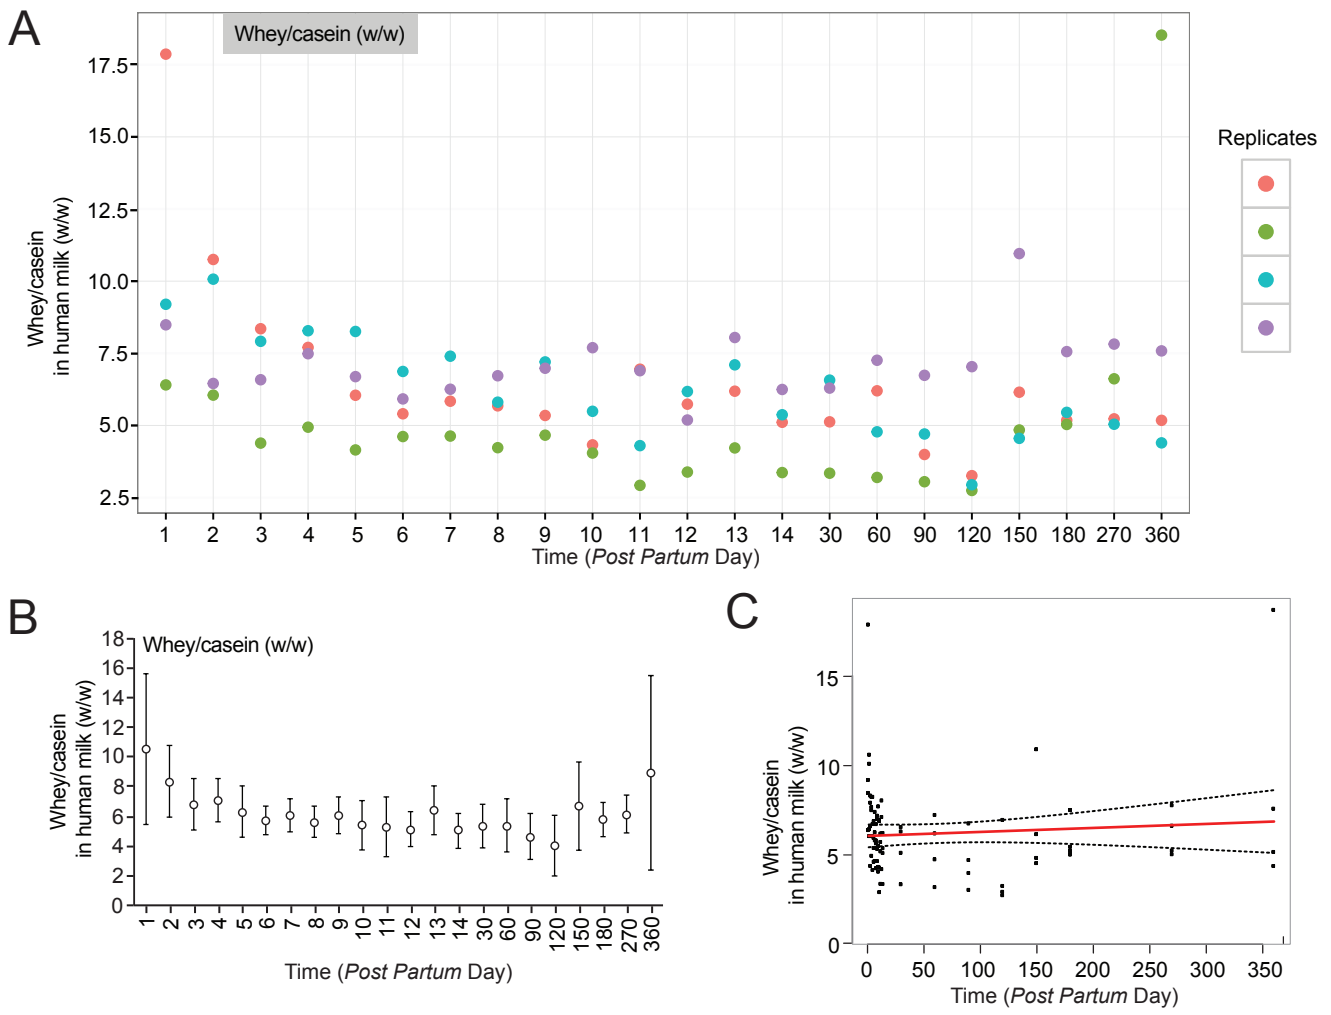 A
Whey/casein (w/w)
Whey/casein
in human milk (w/w)
17.5
15.0
12.5
10.0
7.5
5.0
2.5
1 2 3 4 5 6 7 8 9 10 11 12 13 14 30 60 90 120 150 180 270 360
Time (Post Partum Day)
Replicates
B
Whey/casein (w/w)
Whey/casein
in human milk (w/w)
18
16
14
12
10
8
6
4
2
0
1 2 3 4 5 6 7 8 9 10 11 12 13 14 30 60 90 120 150 180 270 360
Time (Post Partum Day)
C
Whey/casein
in human milk (w/w)
15
10
5
0
0 50 100 150 200 250 300 350
Time (Post Partum Day)